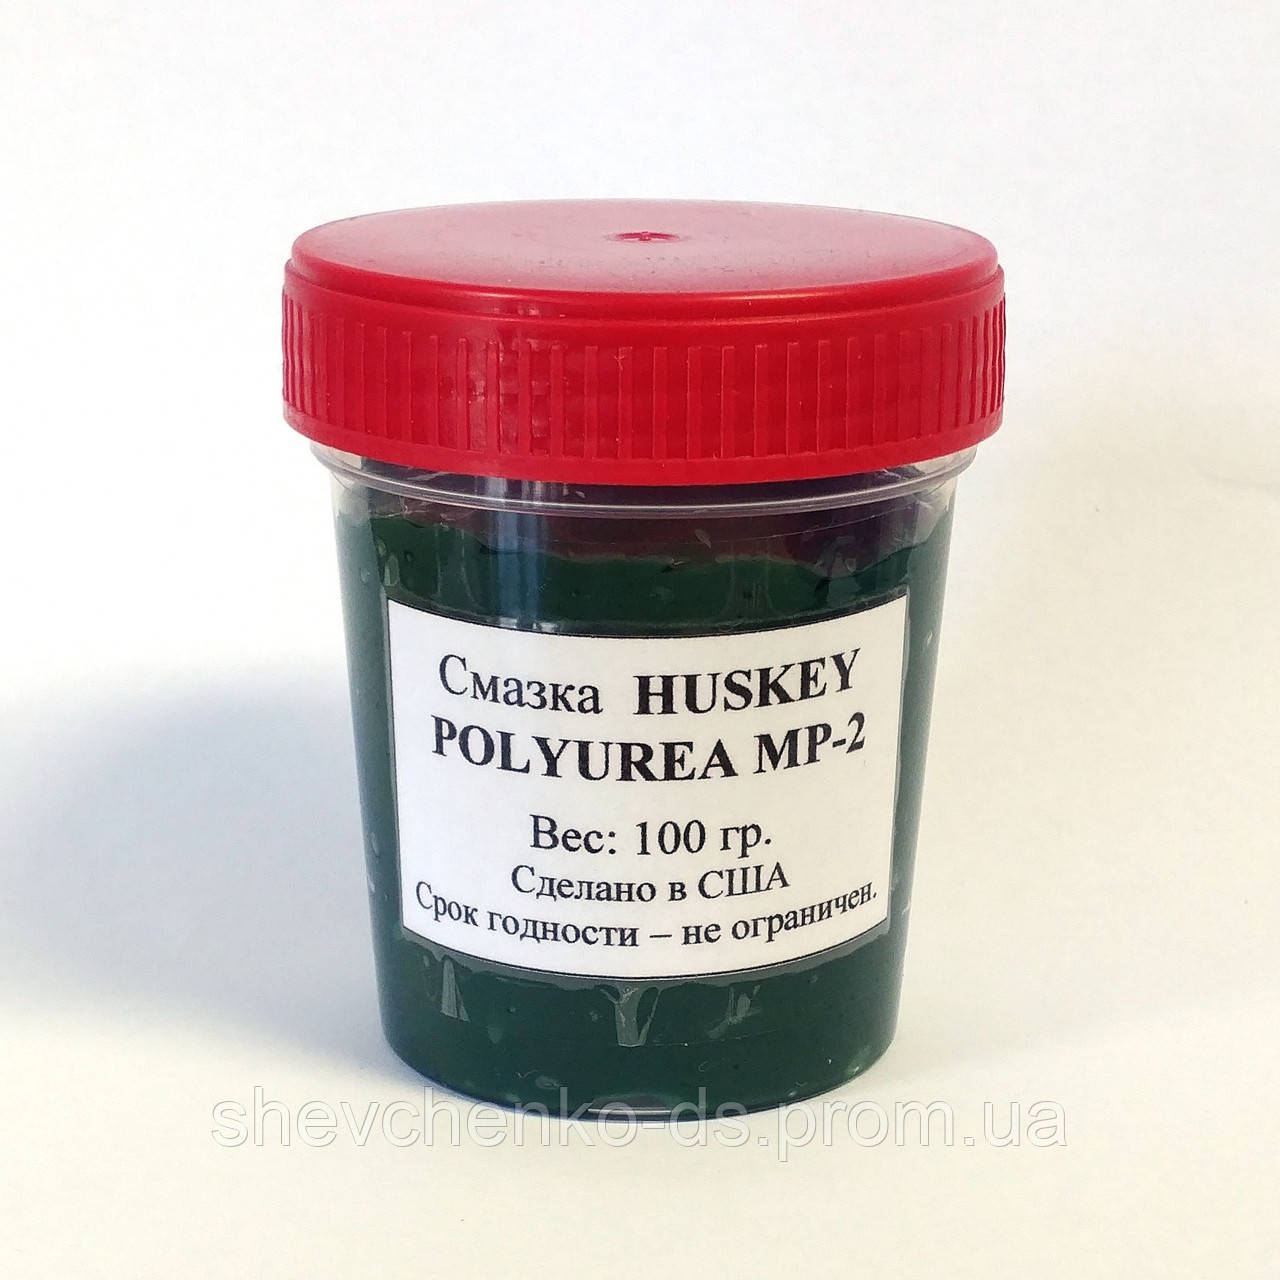 Смазка HUSKEY
POLYUREA MP-2
Вес: 100 гр.
Сделано в США
Срок годности – не ограничен.
shevchenko-ds.prom.ua